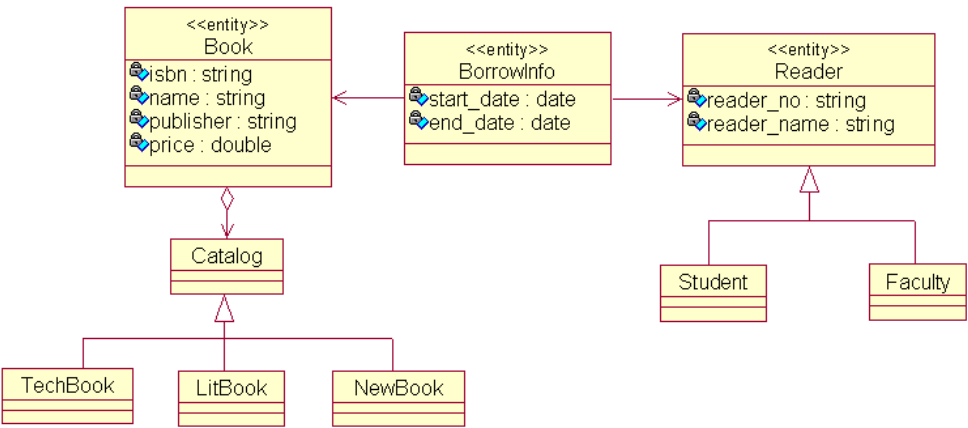 <<entity>>
Book
isbn : string
name : string
publisher : string
price : double
<<entity>>
BorrowInfo
start_date : date
end_date : date
<<entity>>
Reader
reader_no : string
reader_name : string
Catalog
Student
Faculty
TechBook
LitBook
NewBook